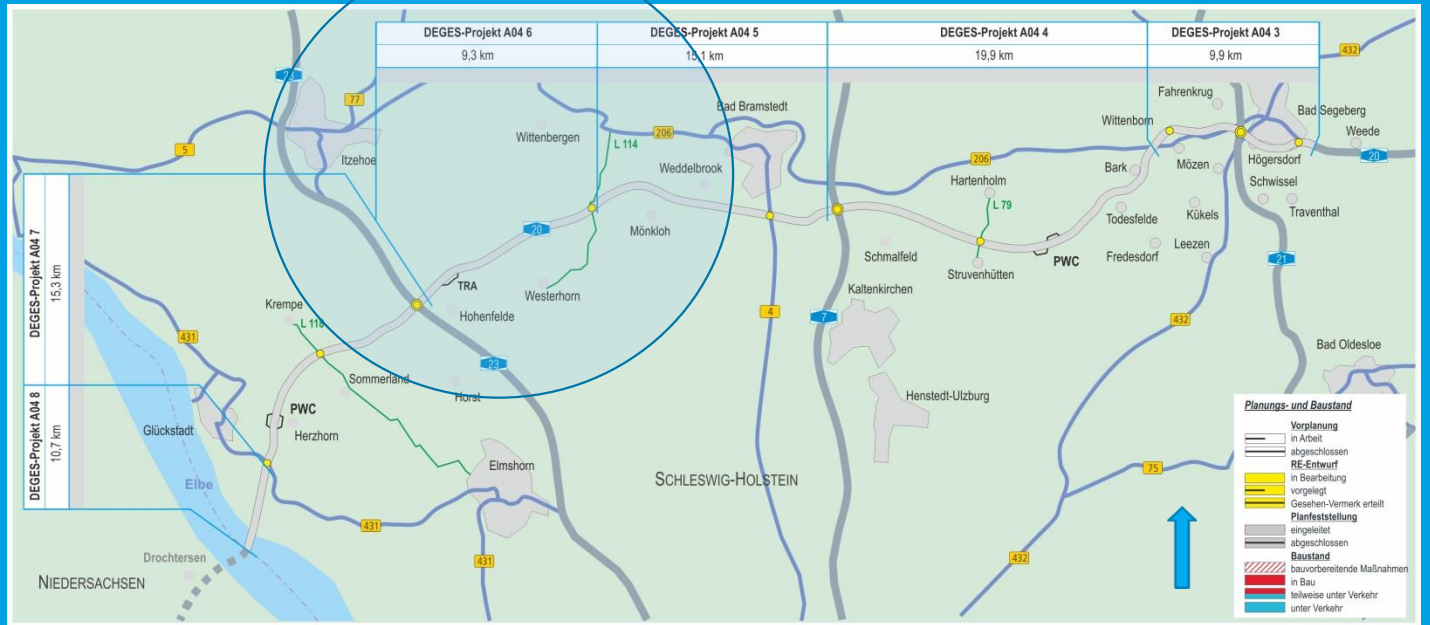 DEGES-Projekt A04 6
DEGES-Projekt A04 5
DEGES-Projekt A04 4
DEGES-Projekt A04 3
9,3 km
15,1 km
19,9 km
9,9 km
432
23
77
Fahrenkrug
Bad Segeberg
Bad Bramstedt
Wittenborn
Weede
Wittenbergen
206
5
L 114
Itzehoe
206
20
Weddelbrook
Bark
Mözen
Högersdorf
Hartenholm
Schwissel
L 79
Todesfelde
Kükels
Traventhal
Mönkloh
20
Schmalfeld
Fredesdorf
Leezen
DEGES-Projekt A04 7
15,3 km
PWC
21
Struvenhütten
TRA
Westerhorn
Kaltenkirchen
Krempe
Hohenfelde
4
7
432
L 118
431
Bad Oldesloe
23
Sommerland
Horst
Henstedt-Ulzburg
DEGES-Projekt A04 8
10,7 km
PWC
Glückstadt
Herzhorn
Elmshorn
75
SCHLESWIG-HOLSTEIN
Elbe
431
431
432
Drochtersen
NIEDERSACHSEN
Planungs- und Baustand
Vorplanung
in Arbeit
abgeschlossen
RE-Entwurf
in Bearbeitung
vorgelegt
Gesehen-Vermerk erteilt
Planfeststellung
eingeleitet
abgeschlossen
Baustand
bauvorbereitende Maßnahmen
in Bau
teilweise unter Verkehr
unter Verkehr